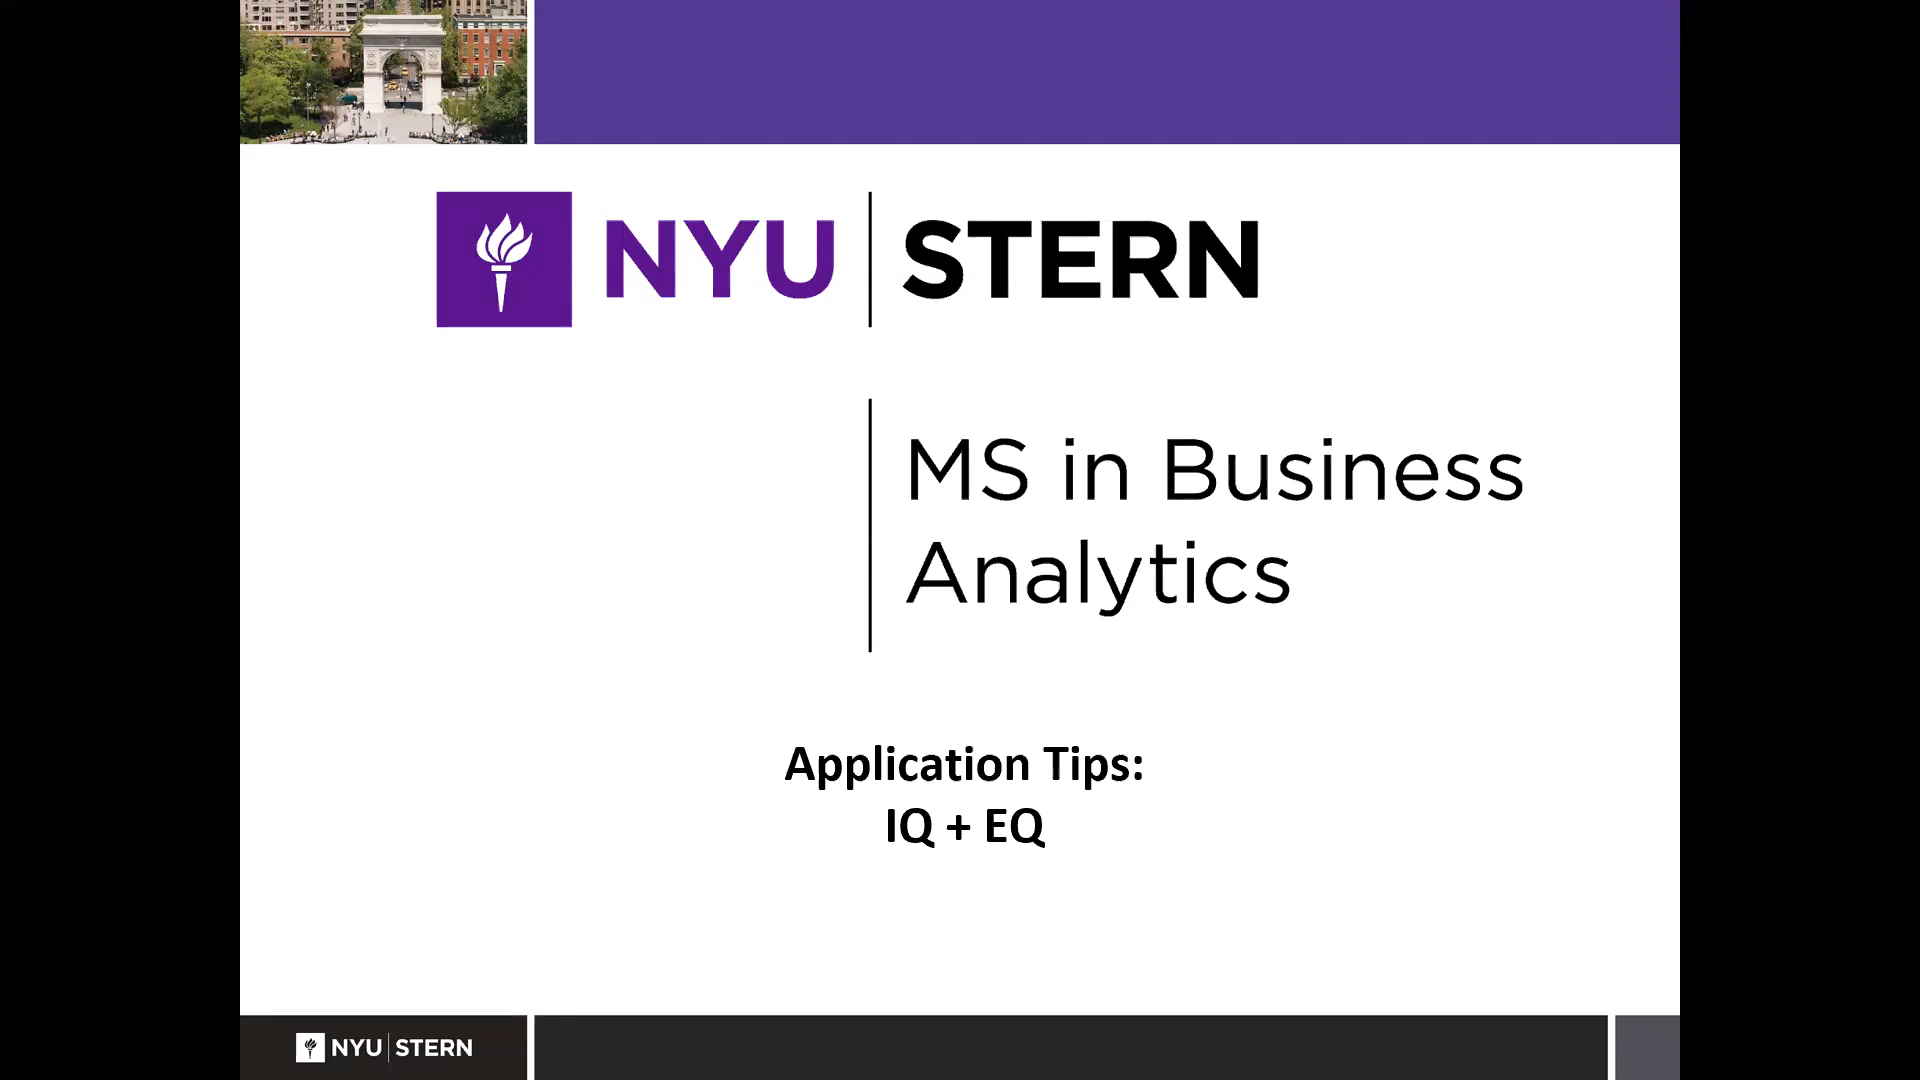 NYU STERN
MS in Business
Analytics
Application Tips:
IQ + EQ
NYU STERN